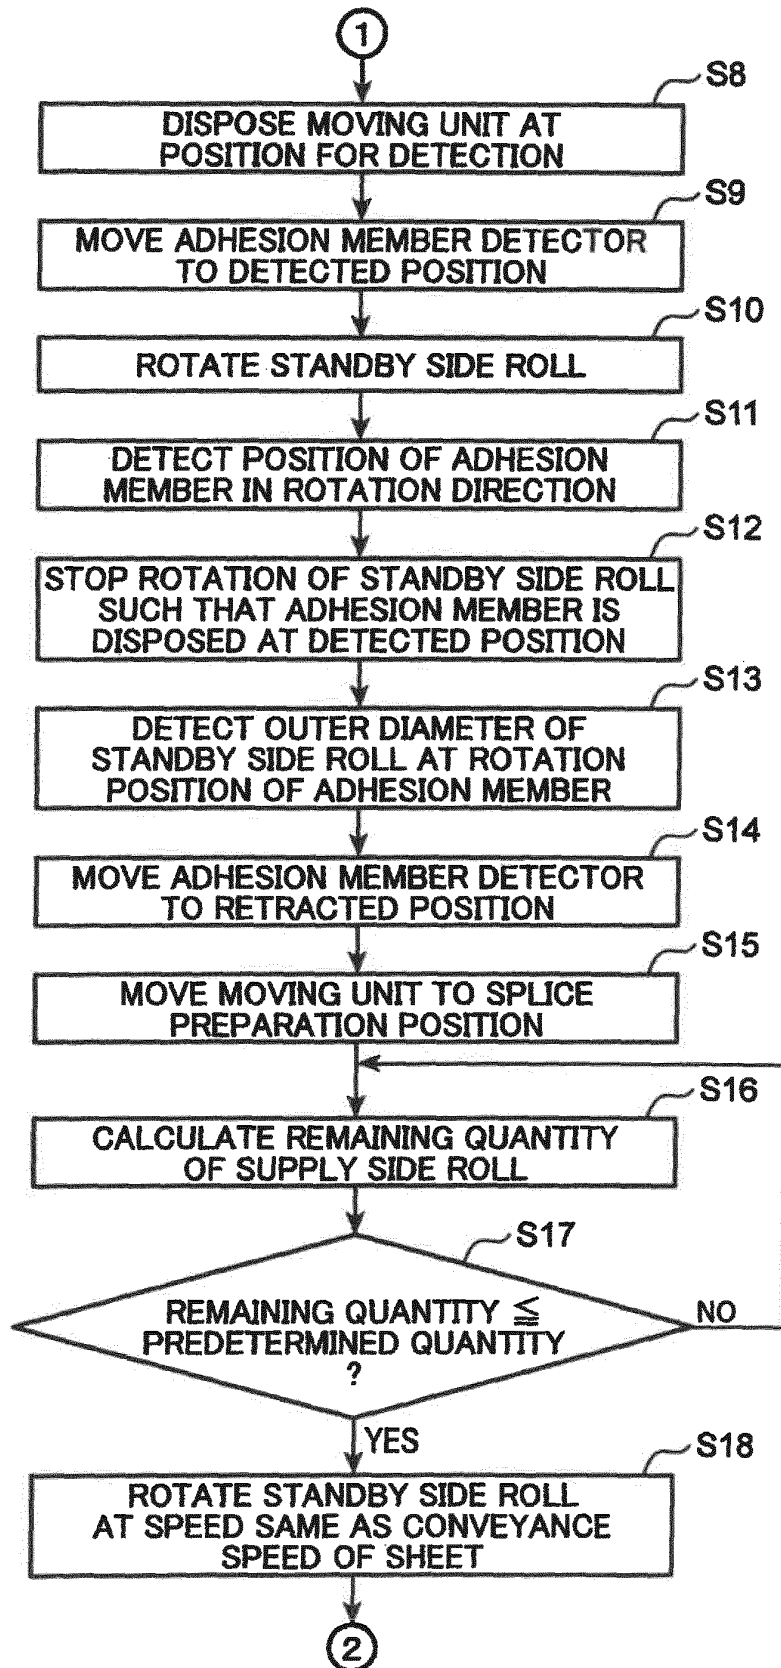 1
S8
DISPOSE MOVING UNIT AT
POSITION FOR DETECTION
S9
MOVE ADHESION MEMBER DETECTOR
TO DETECTED POSITION
S10
ROTATE STANDBY SIDE ROLL
S11
DETECT POSITION OF ADHESION
MEMBER IN ROTATION DIRECTION
S12
STOP ROTATION OF STANDBY SIDE ROLL
SUCH THAT ADHESION MEMBER IS
DISPOSED AT DETECTED POSITION
S13
DETECT OUTER DIAMETER OF
STANDBY SIDE ROLL AT ROTATION
POSITION OF ADHESION MEMBER
S14
MOVE ADHESION MEMBER DETECTOR
TO RETRACTED POSITION
S15
MOVE MOVING UNIT TO SPLICE
PREPARATION POSITION
S16
CALCULATE REMAINING QUANTITY
OF SUPPLY SIDE ROLL
S17
REMAINING QUANTITY ≦
PREDETERMINED QUANTITY
?
NO
YES
S18
ROTATE STANDBY SIDE ROLL
AT SPEED SAME AS CONVEYANCE
SPEED OF SHEET
2